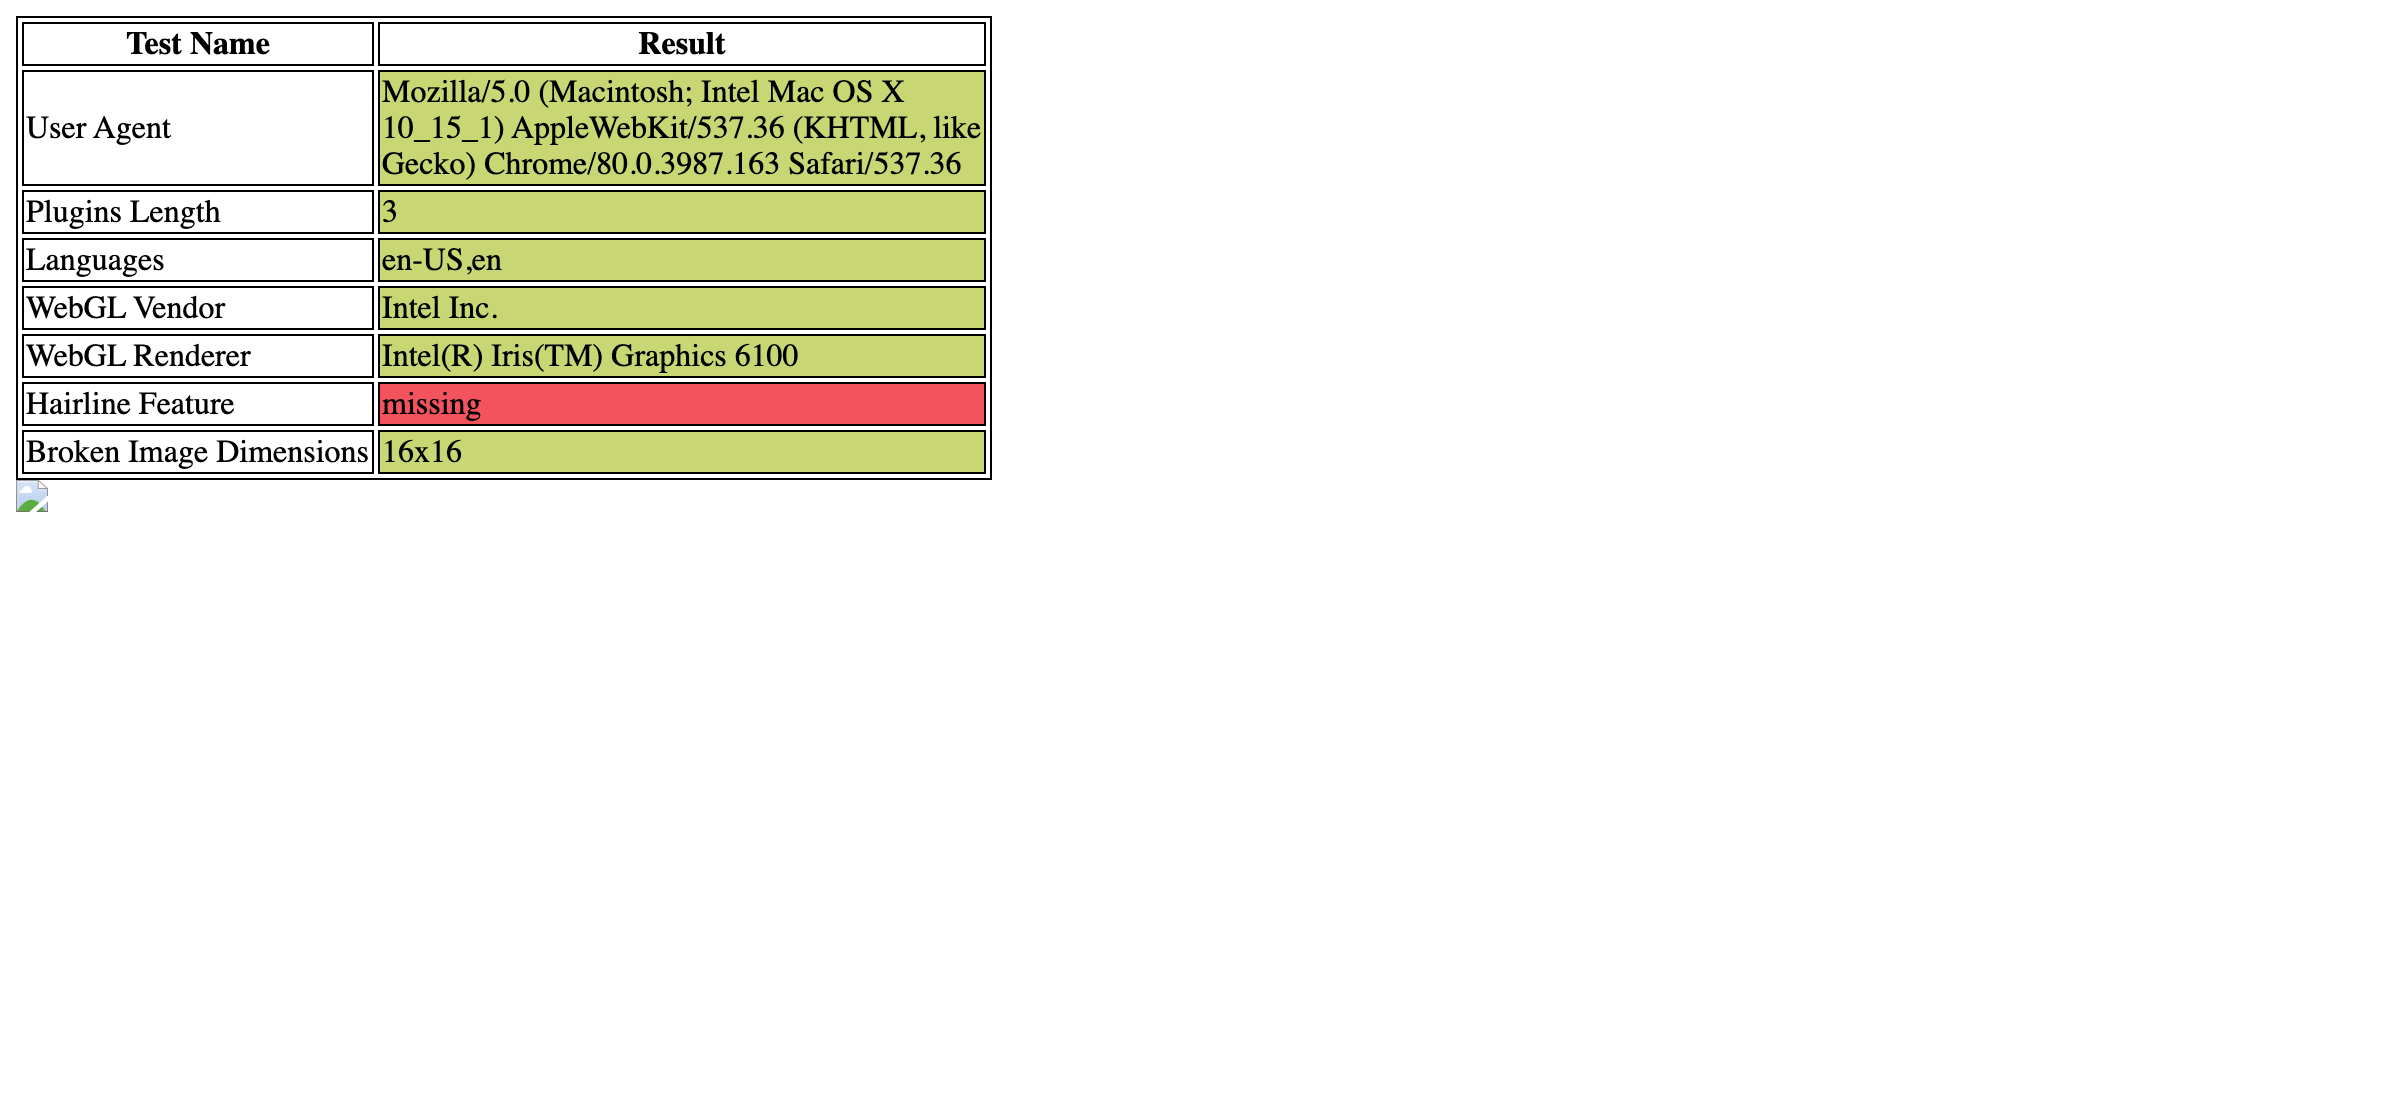 Test Name Result
User Agent Mozilla/5.0 (Macintosh; Intel Mac OS X
10_15_1) AppleWebKit/537.36 (KHTML, like
Gecko) Chrome/80.0.3987.163 Safari/537.36
Plugins Length 3
Languages en-US,en
WebGL Vendor Intel Inc.
WebGL Renderer Intel(R) Iris(TM) Graphics 6100
Hairline Feature missing
Broken Image Dimensions 16x16